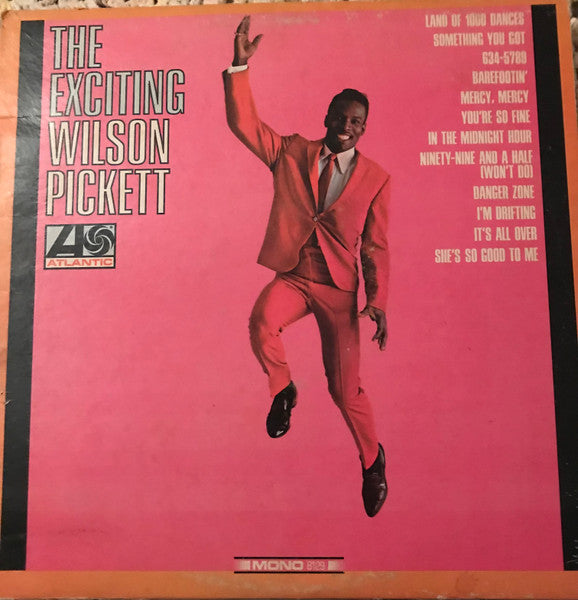 THE
EXCITING
WILSON
PICKETT
ATLANTIC
LAND OF 1000 DANCES
SOMETHING YOU GOT
634-5789
BAREFOOTIN'
MERCY, MERCY
YOU'RE SO FINE
IN THE MIDNIGHT HOUR
NINETY-NINE AND A HALF
(WON'T DO)
DANGER ZONE
I'M DRIFTING
IT'S ALL OVER
SHE'S SO GOOD TO ME
MONO 8129